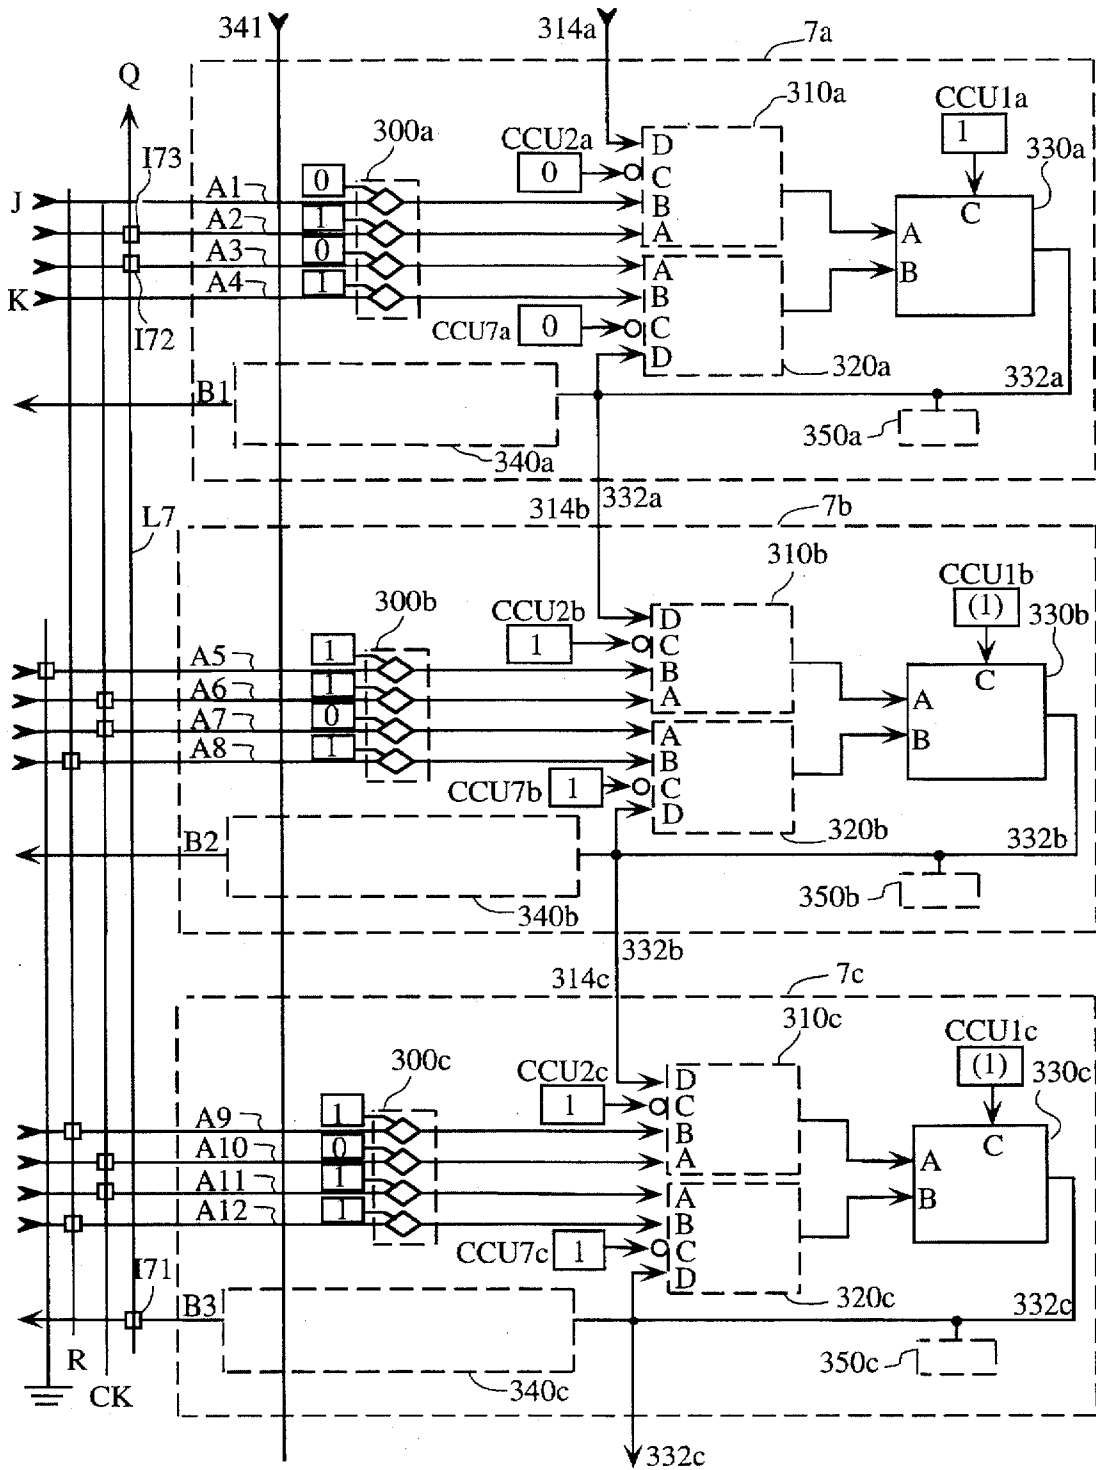 341
314a
7a
Q
310a
CCU1a
1
330a
300a
CCU2a
0
D
C
B
A
I73
J
A1
0
A2
1
A3
0
A4
1
K
I72
C
A
B
A
B
C
D
CCU7a
0
320a
332a
B1
340a
350a
332a
314b
7b
L7
310b
CCU1b
(1)
330b
300b
CCU2b
1
D
C
B
A
A5
1
A6
1
A7
0
A8
1
C
A
B
A
B
C
D
CCU7b
1
320b
332b
B2
340b
350b
332b
314c
7c
310c
CCU1c
(1)
330c
300c
CCU2c
1
D
C
B
A
A9
1
A10
0
A11
1
A12
1
C
A
B
A
B
C
D
CCU7c
1
320c
332c
I71
B3
340c
350c
R
CK
332c